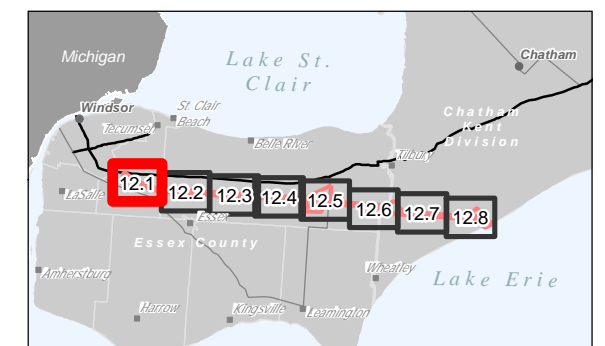 Michigan
Lake St.
Clair
Chatham
Windsor
St. Clair
Beach
Tecumseh
Chatham
Kent
Division
Belle River
Tilbury
12.1
12.2
12.3
12.4
12.5
12.6
12.7
12.8
LaSalle
Essex
Essex County
Amherstburg
Wheatley
Lake Erie
Harrow
Kingsville
Leamington